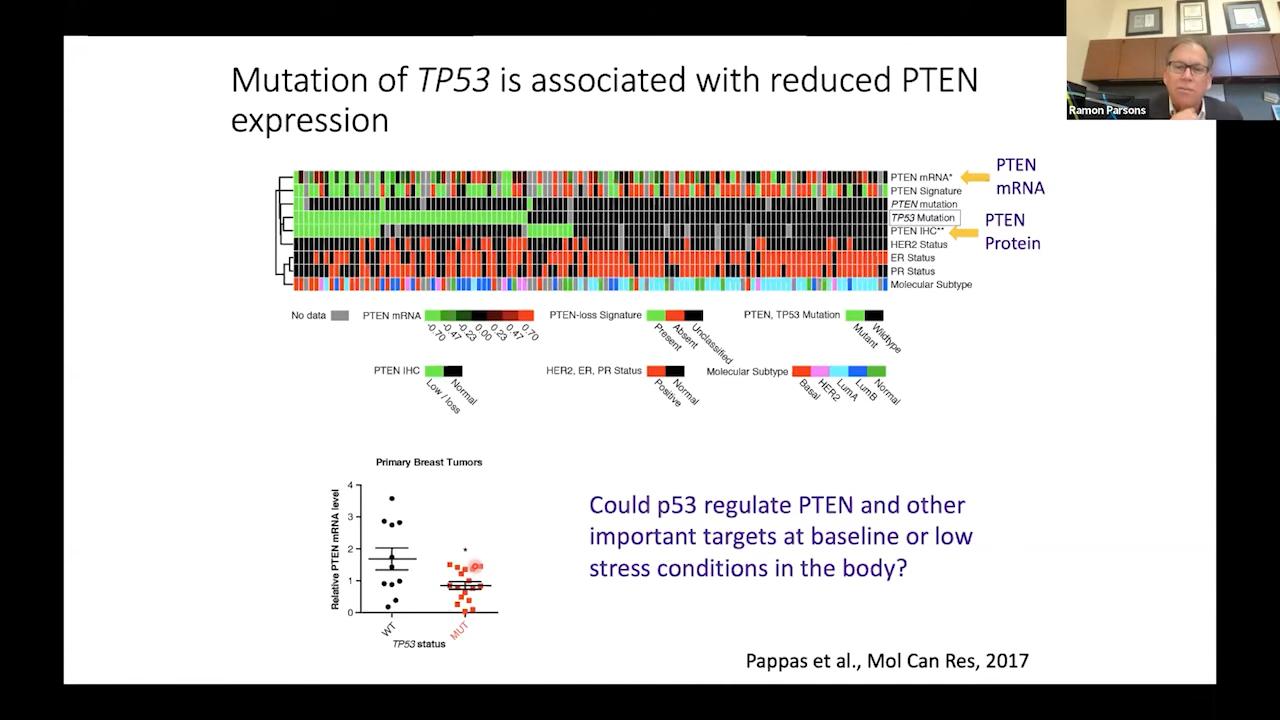 Ramon Parsons
Mutation of TP53 is associated with reduced PTEN
expression
PTEN mRNA*
PTEN Signature
PTEN mutation
TP53 Mutation
PTEN IHC**
HER2 Status
ER Status
PR Status
Molecular Subtype
PTEN
mRNA
PTEN
Protein
No data
PTEN mRNA
-0.70
-0.47
-0.23
0.00
0.23
0.47
0.70
PTEN-loss Signature
Present
Absent
Unclassified
PTEN, TP53 Mutation
Mutant
Wildtype
PTEN IHC
Low / loss
Normal
HER2, ER, PR Status
Positive
Normal
Molecular Subtype
Basal
HER2
LumA
LumB
Normal
Primary Breast Tumors
Relative PTEN mRNA level
4
3
2
1
0
*
WT
MUT
TP53 status
Could p53 regulate PTEN and other
important targets at baseline or low
stress conditions in the body?
Pappas et al., Mol Can Res, 2017